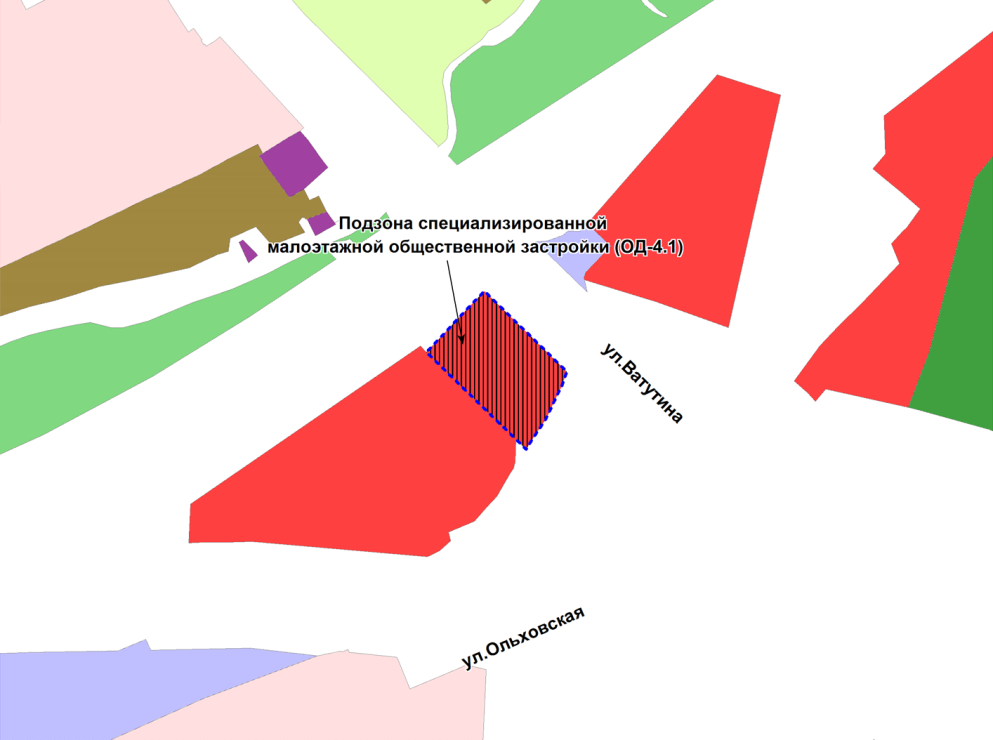 Подзона специализированной
малоэтажной общественной застройки (ОД-4.1)
ул.Ватутина
ул.Ольховская